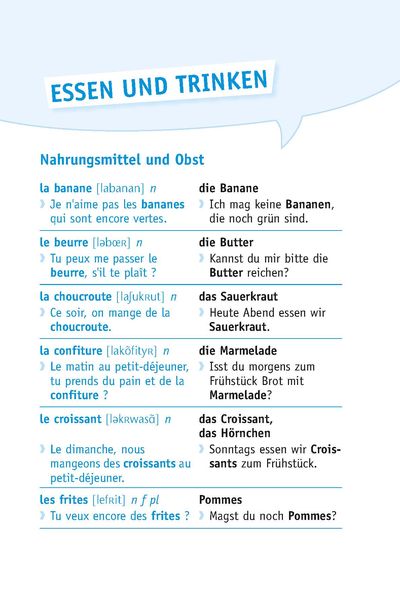 ESSEN UND TRINKEN
Nahrungsmittel und Obst
la banane [labanan] n
die Banane
》 Je n'aime pas les bananes
qui sont encore vertes.
》 Ich mag keine Bananen,
die noch grün sind.
le beurre [ləbœʀ] n
die Butter
》 Tu peux me passer le
beurre, s'il te plaît ?
》 Kannst du mir bitte die
Butter reichen?
la choucroute [laʃukʀut] n
das Sauerkraut
》 Ce soir, on mange de la
choucroute.
》 Heute Abend essen wir
Sauerkraut.
la confiture [lakõfityʀ] n
die Marmelade
》 Le matin au petit-déjeuner,
tu prends du pain et de la
confiture ?
》 Isst du morgens zum
Frühstück Brot mit
Marmelade?
le croissant [ləkʀwasɑ̃] n
das Croissant,
das Hörnchen
》 Le dimanche, nous
mangeons des croissants au
petit-déjeuner.
》 Sonntags essen wir Crois-
sants zum Frühstück.
les frites [lefʀit] n f pl
Pommes
》 Tu veux encore des frites ?
》 Magst du noch Pommes?